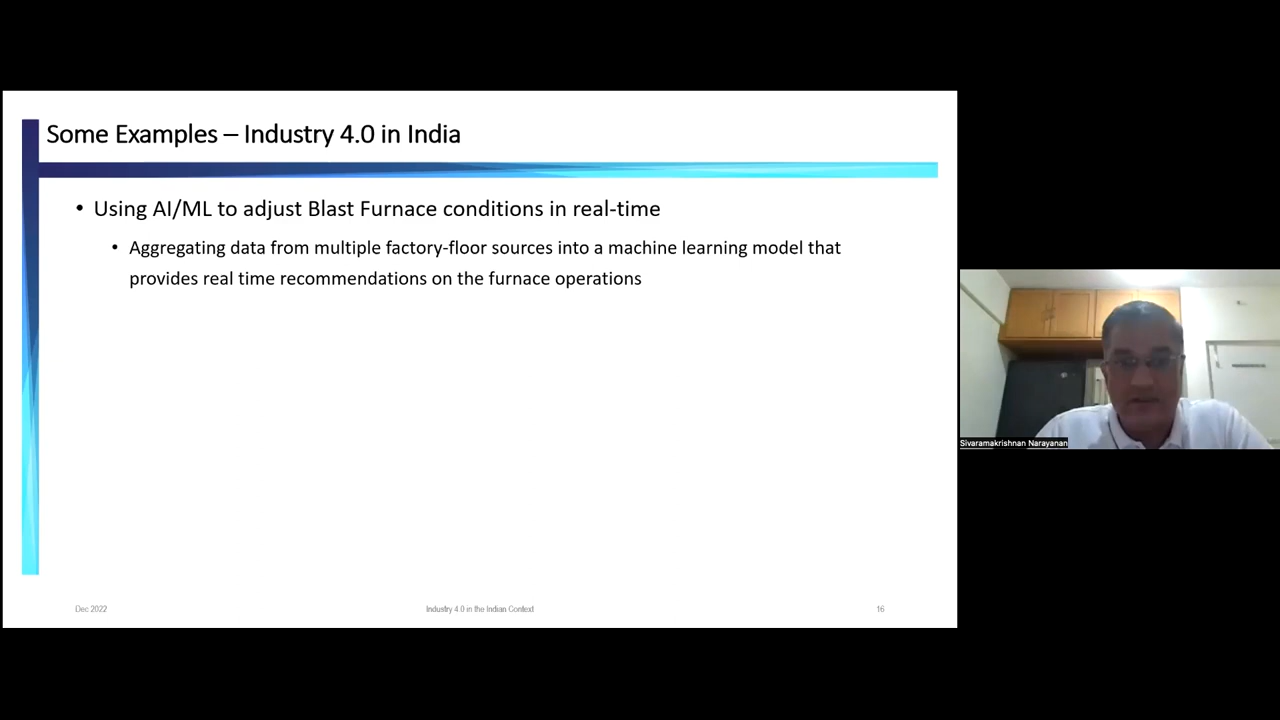 Some Examples – Industry 4.0 in India
• Using AI/ML to adjust Blast Furnace conditions in real-time
• Aggregating data from multiple factory-floor sources into a machine learning model that
provides real time recommendations on the furnace operations
Sivaramakrishnan Narayanan
Dec 2022
Industry 4.0 in the Indian Context
16